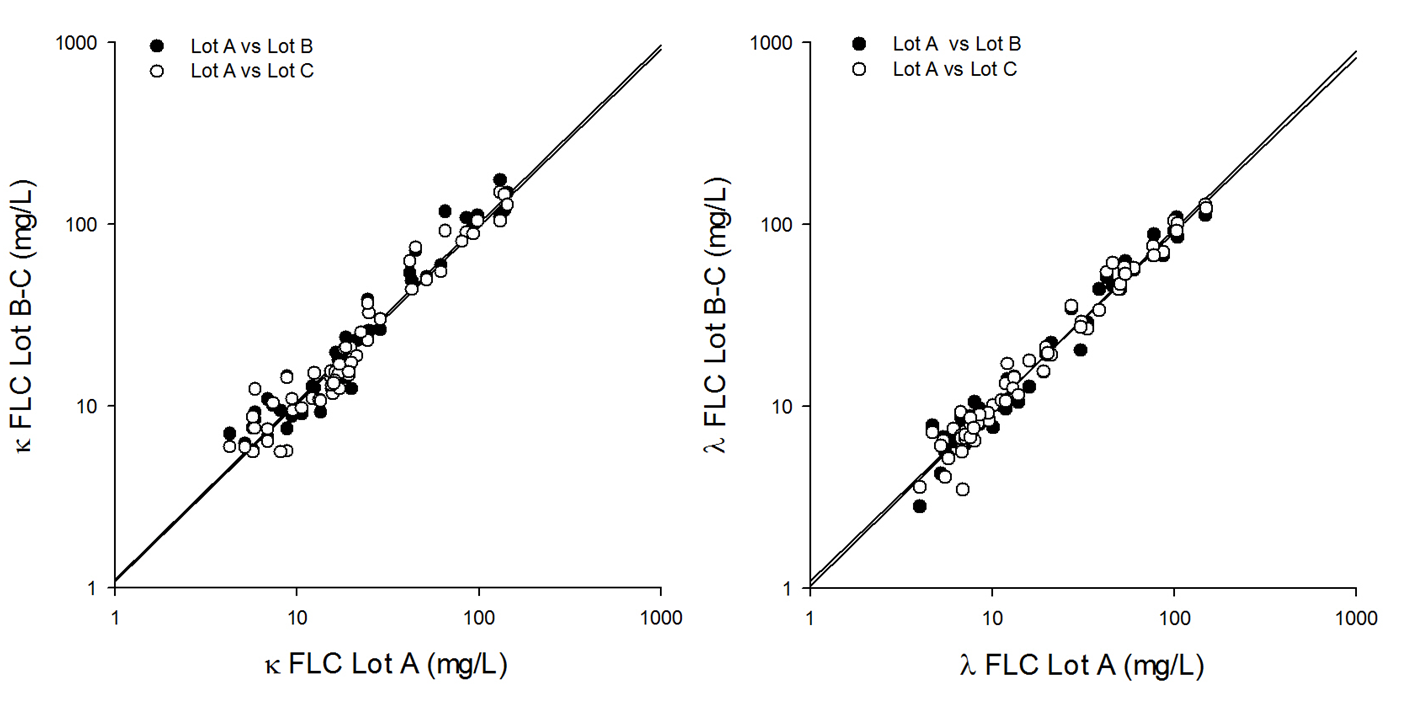 1000
100
10
1
1
10
100
1000
κ FLC Lot B-C (mg/L)
κ FLC Lot A (mg/L)
Lot A vs Lot B
Lot A vs Lot C
1000
100
10
1
1
10
100
1000
λ FLC Lot B-C (mg/L)
λ FLC Lot A (mg/L)
Lot A  vs Lot B
Lot A vs Lot C